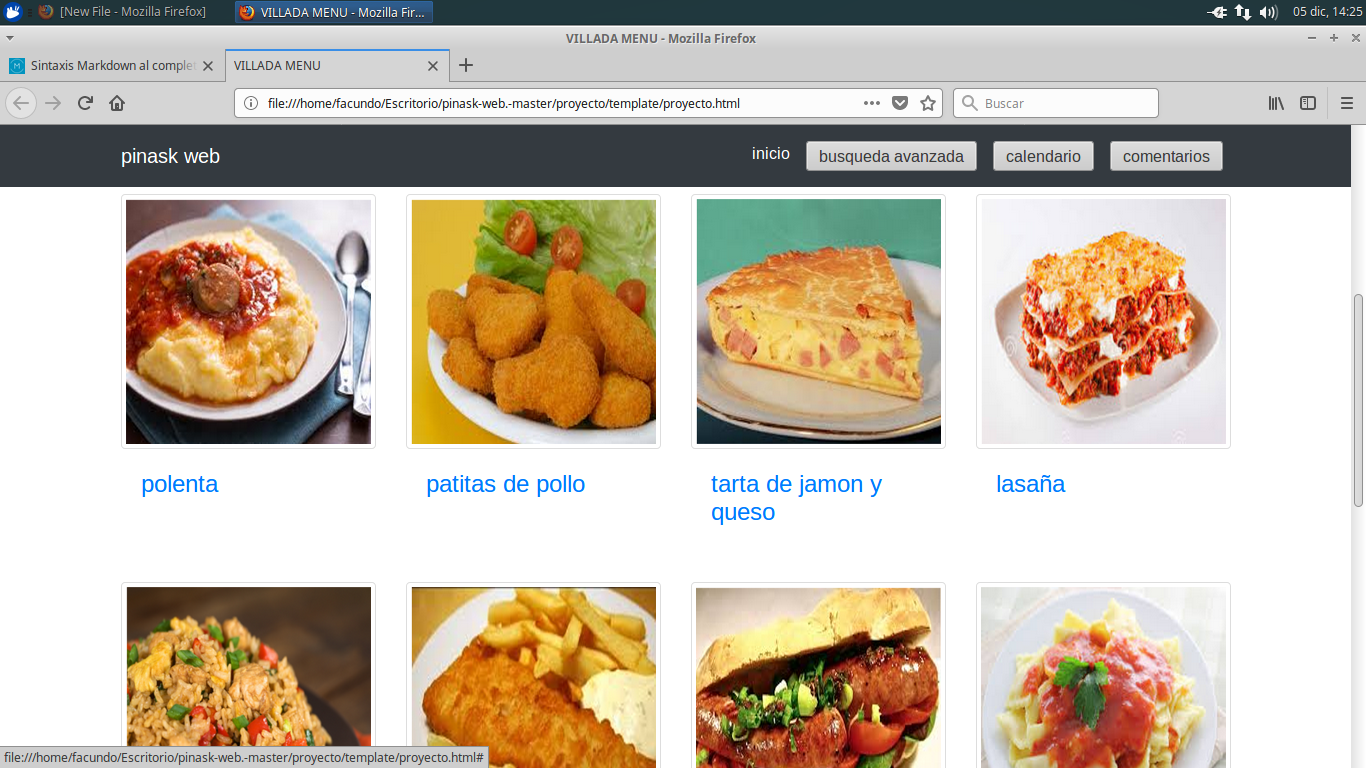 [New File - Mozilla Firefox]
VILLADA MENU - Mozilla Fir...
05 dic, 14:25
VILLADA MENU - Mozilla Firefox
Sintaxis Markdown al complet
VILLADA MENU
file:///home/facundo/Escritorio/pinask-web.-master/proyecto/template/proyecto.html
Buscar
pinask web
inicio
busqueda avanzada
calendario
comentarios
polenta
patitas de pollo
tarta de jamon y
queso
lasaña
file:///home/facundo/Escritorio/pinask-web.-master/proyecto/template/proyecto.html#